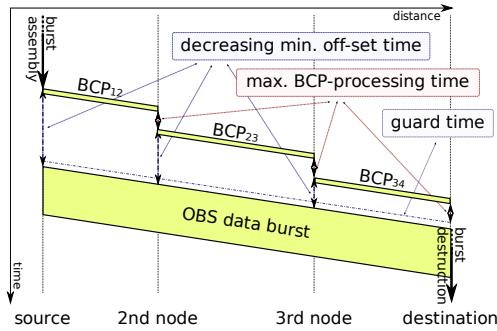 distance
burst
assembly
decreasing min. off-set time
BCP12
max. BCP-processing time
BCP23
guard time
BCP34
OBS data burst
burst
destruction
time
source
2nd node
3rd node
destination